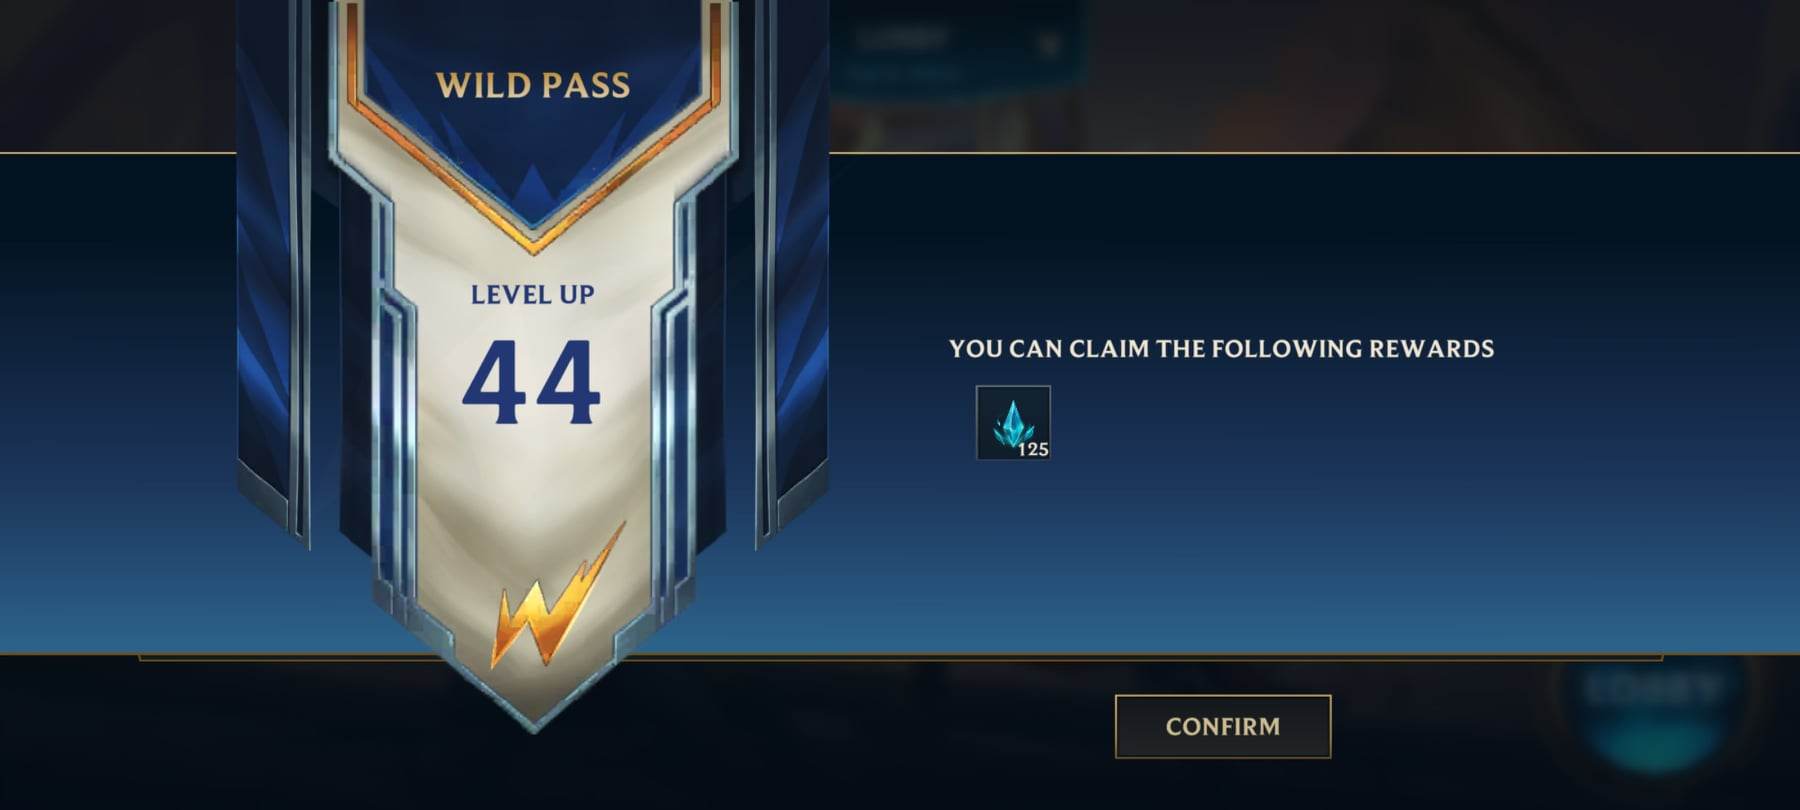 WILD PASS
LEVEL UP
44
YOU CAN CLAIM THE FOLLOWING REWARDS
125
CONFIRM